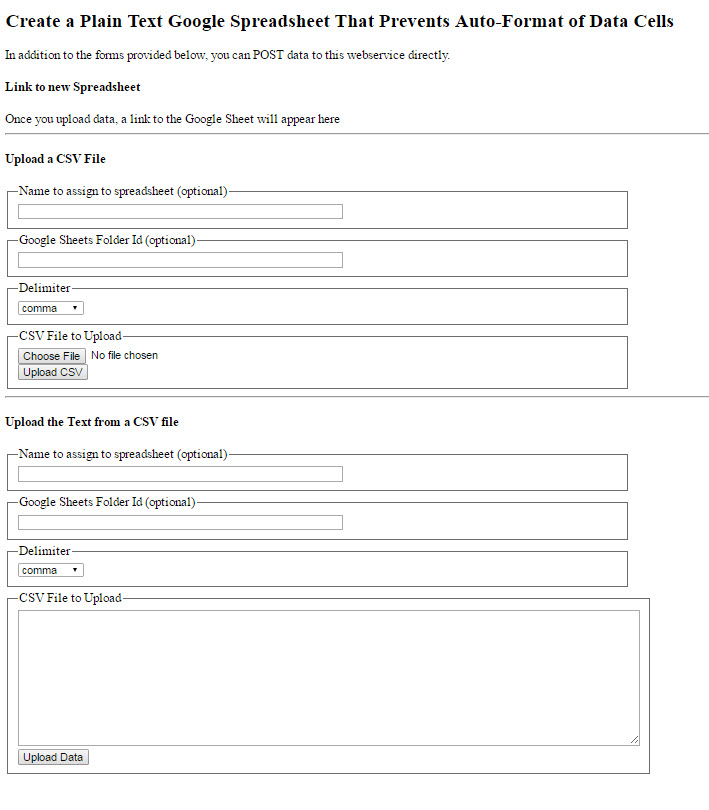 Create a Plain Text Google Spreadsheet That Prevents Auto-Format of Data Cells
In addition to the forms provided below, you can POST data to this webservice directly.
Link to new Spreadsheet
Once you upload data, a link to the Google Sheet will appear here
Upload a CSV File
Name to assign to spreadsheet (optional)
Google Sheets Folder Id (optional)
Delimiter
comma
CSV File to Upload
Choose File No file chosen
Upload CSV
Upload the Text from a CSV file
Name to assign to spreadsheet (optional)
Google Sheets Folder Id (optional)
Delimiter
comma
CSV File to Upload
Upload Data